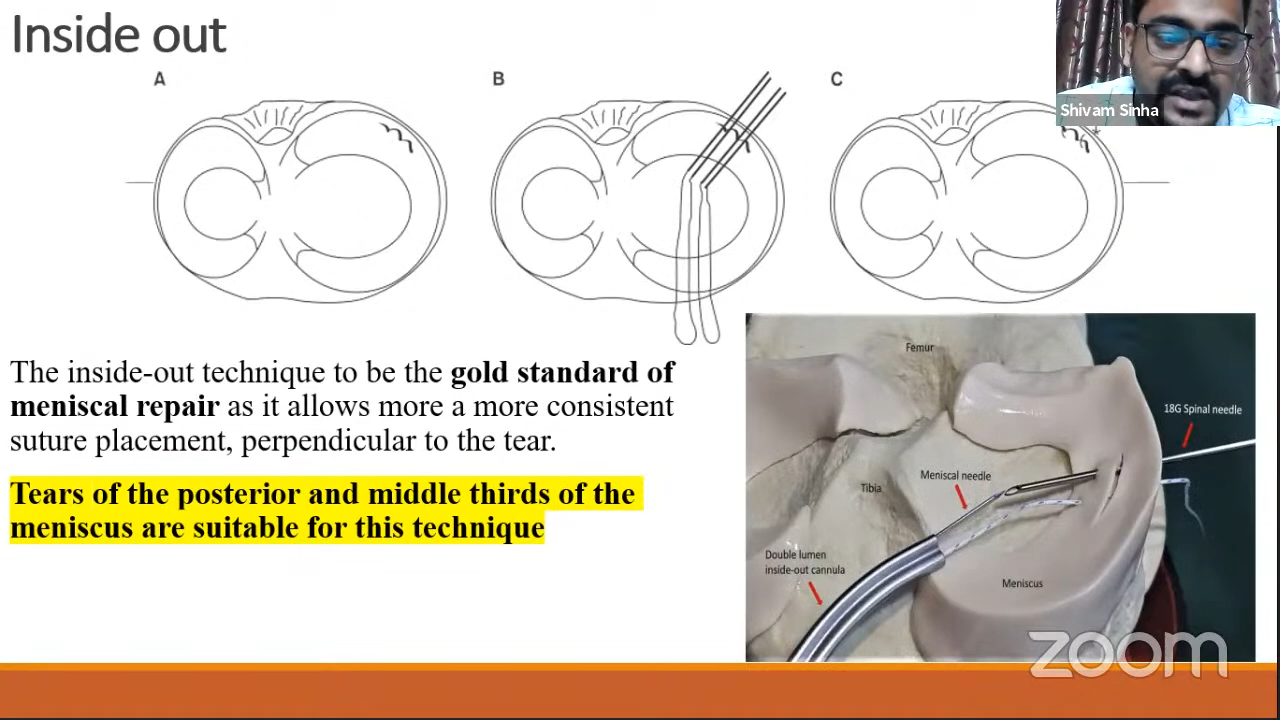 Inside out
A
B
C
Shivam Sinha
The inside-out technique to be the gold standard of
meniscal repair as it allows more a more consistent
suture placement, perpendicular to the tear.
Tears of the posterior and middle thirds of the
meniscus are suitable for this technique
Femur
18G Spinal needle
Meniscal needle
Tibia
Double lumen
inside-out cannula
Meniscus
zoom